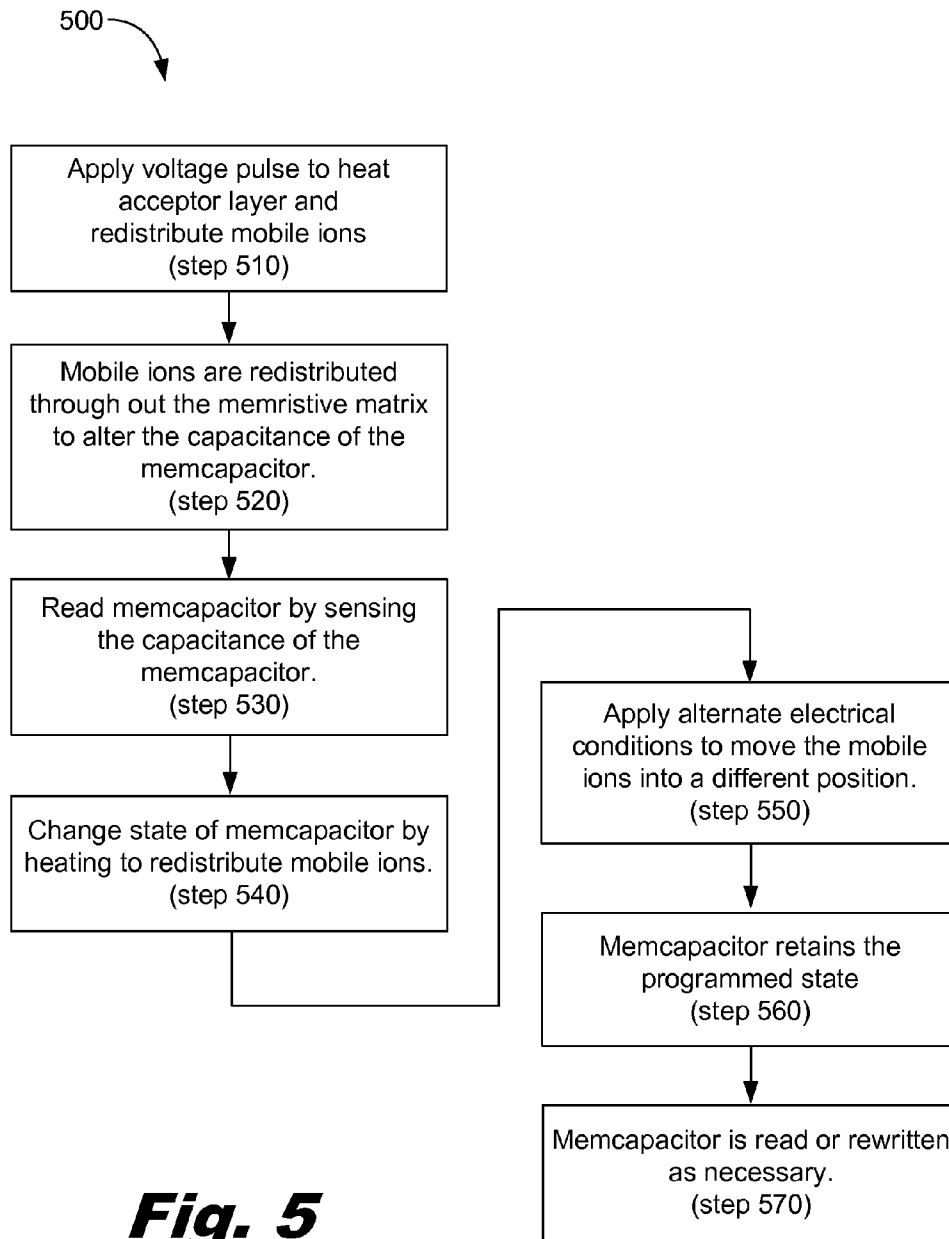 500
Apply voltage pulse to heat
acceptor layer and
redistribute mobile ions
(step 510)
Mobile ions are redistributed
through out the memristive matrix
to alter the capacitance of the
memcapacitor.
(step 520)
Read memcapacitor by sensing
the capacitance of the
memcapacitor.
(step 530)
Change state of memcapacitor by
heating to redistribute mobile ions.
(step 540)
Apply alternate electrical
conditions to move the mobile
ions into a different position.
(step 550)
Memcapacitor retains the
programmed state
(step 560)
Memcapacitor is read or rewritten
as necessary.
(step 570)
Fig. 5